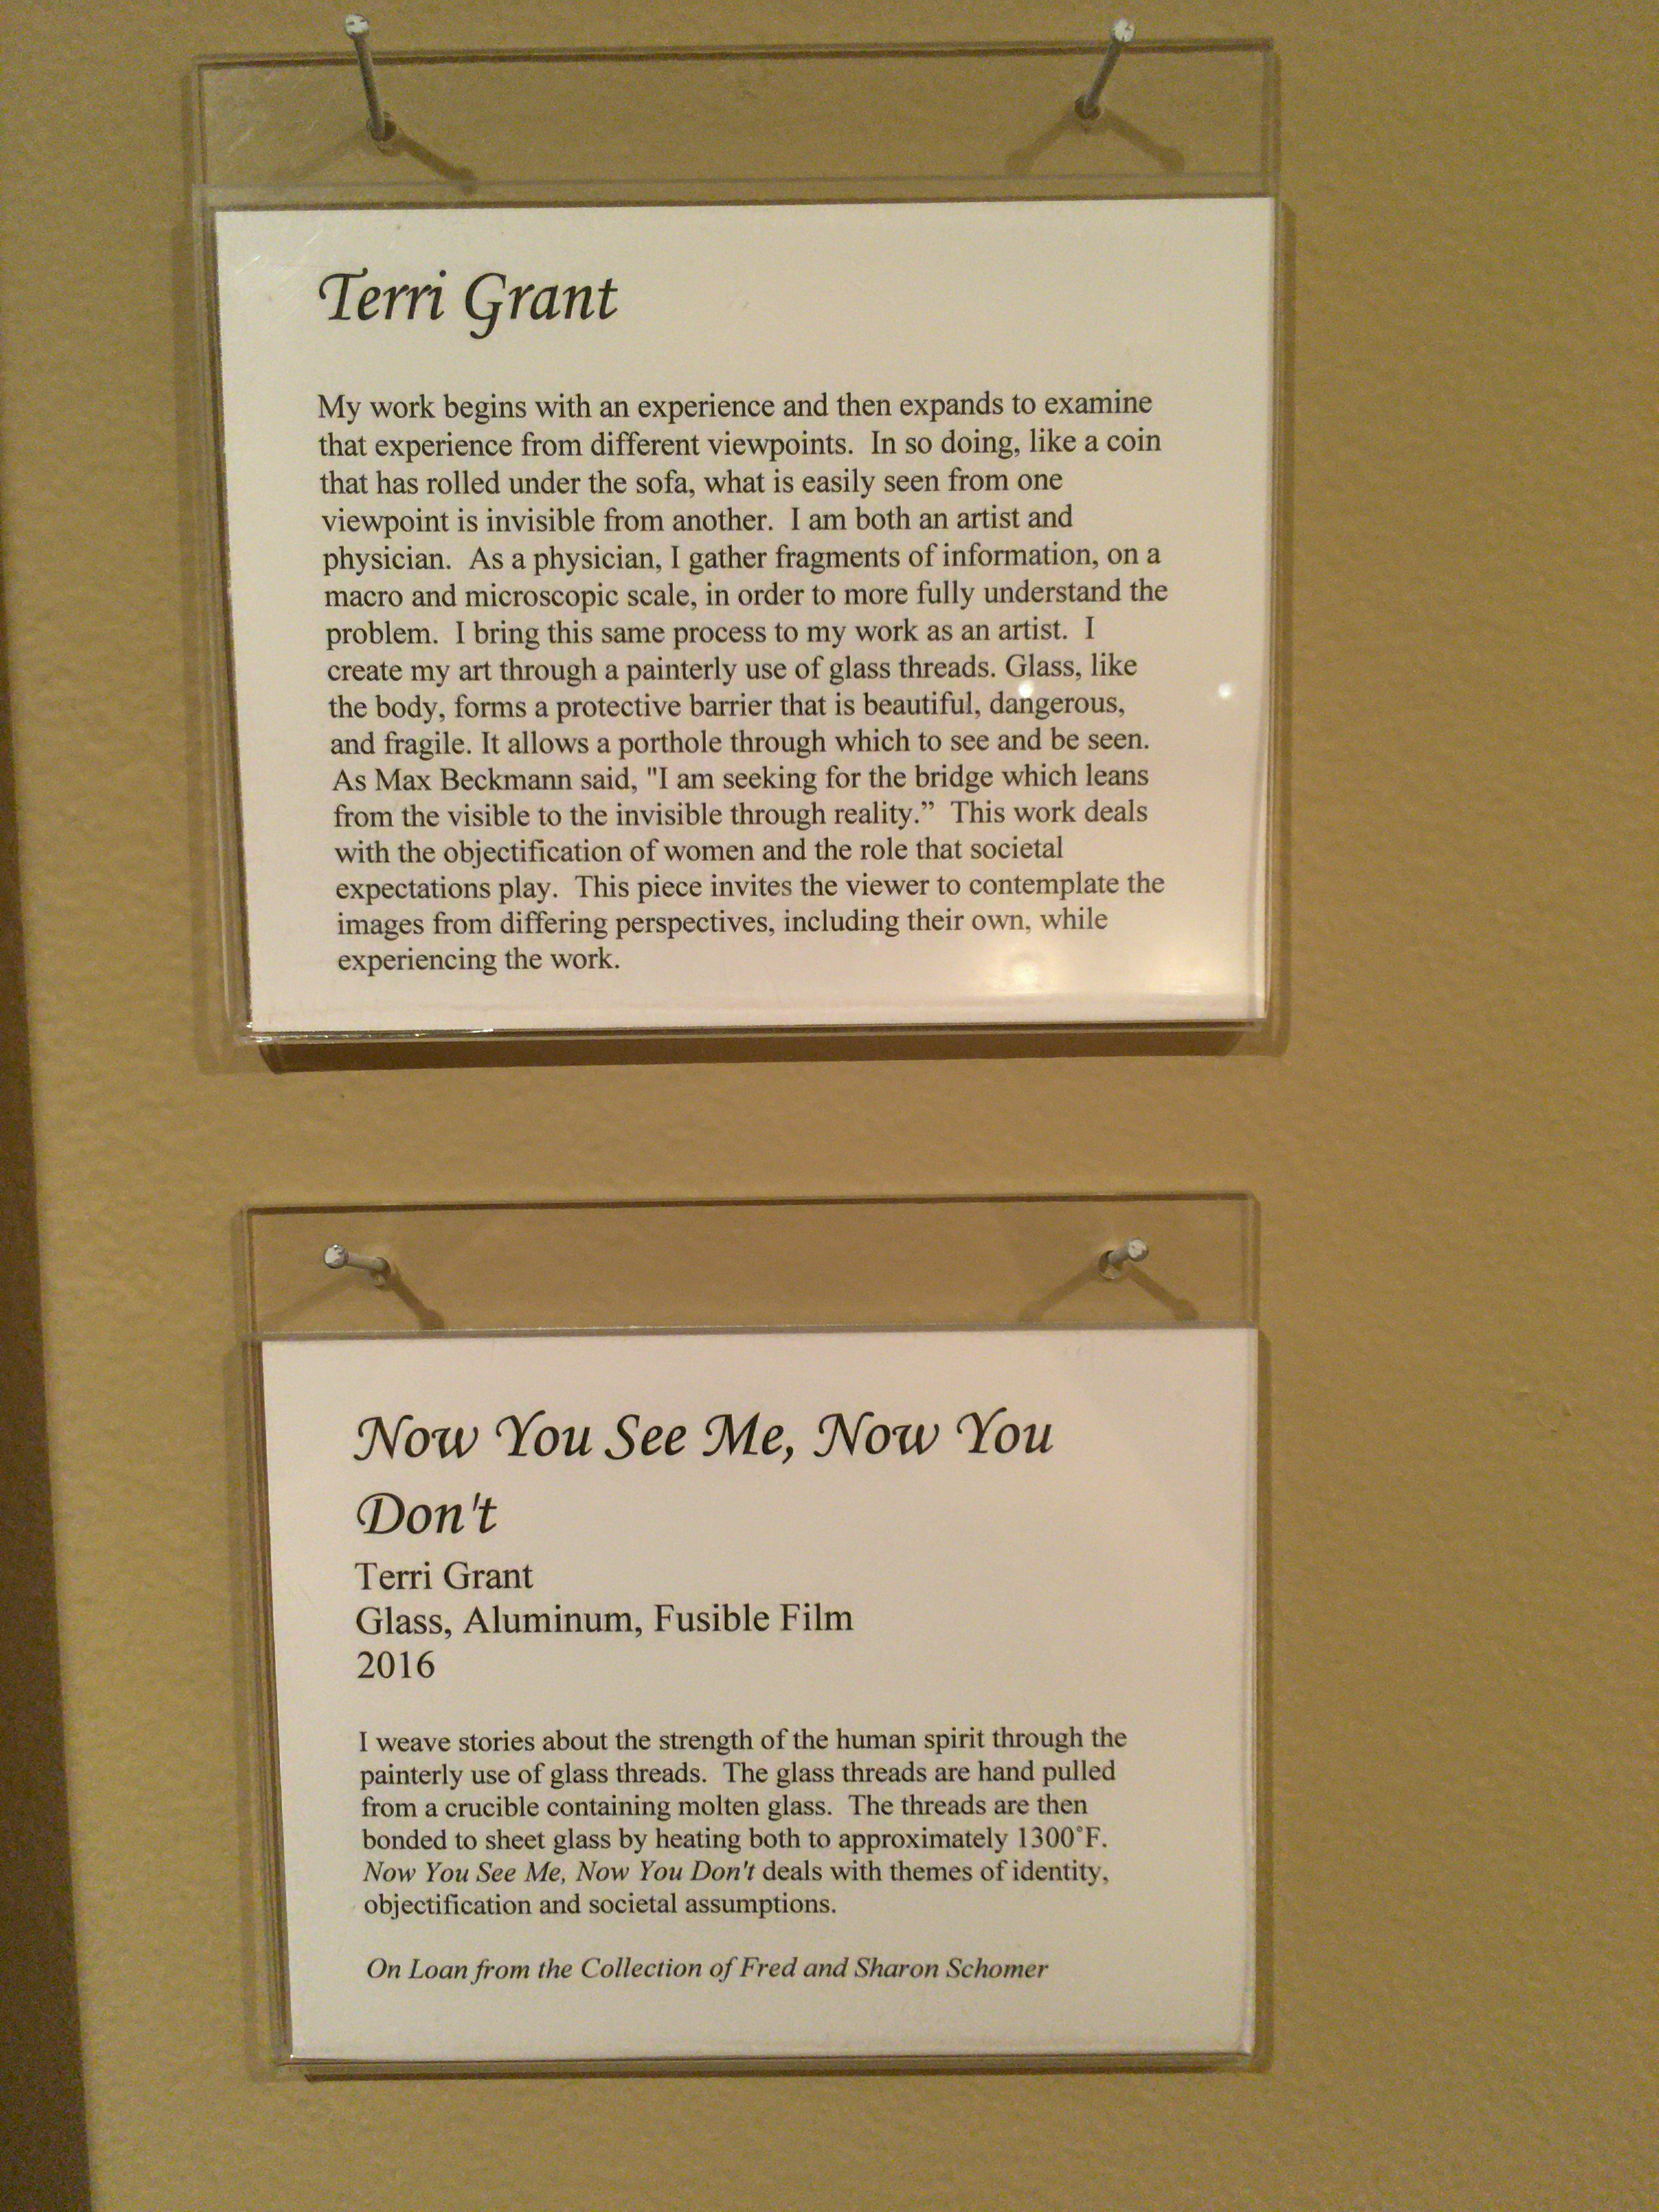 Terri Grant
My work begins with an experience and then expands to examine
that experience from different viewpoints.  In so doing, like a coin
that has rolled under the sofa, what is easily seen from one
viewpoint is invisible from another.  I am both an artist and
physician.  As a physician, I gather fragments of information, on a
macro and microscopic scale, in order to more fully understand the
problem.  I bring this same process to my work as an artist.  I
create my art through a painterly use of glass threads. Glass, like
the body, forms a protective barrier that is beautiful, dangerous,
and fragile. It allows a porthole through which to see and be seen.
As Max Beckmann said, "I am seeking for the bridge which leans
from the visible to the invisible through reality.”  This work deals
with the objectification of women and the role that societal
expectations play.  This piece invites the viewer to contemplate the
images from differing perspectives, including their own, while
experiencing the work.
Now You See Me, Now You
Don't
Terri Grant
Glass, Aluminum, Fusible Film
2016
I weave stories about the strength of the human spirit through the
painterly use of glass threads.  The glass threads are hand pulled
from a crucible containing molten glass.  The threads are then
bonded to sheet glass by heating both to approximately 1300°F.
Now You See Me, Now You Don't deals with themes of identity,
objectification and societal assumptions.
On Loan from the Collection of Fred and Sharon Schomer